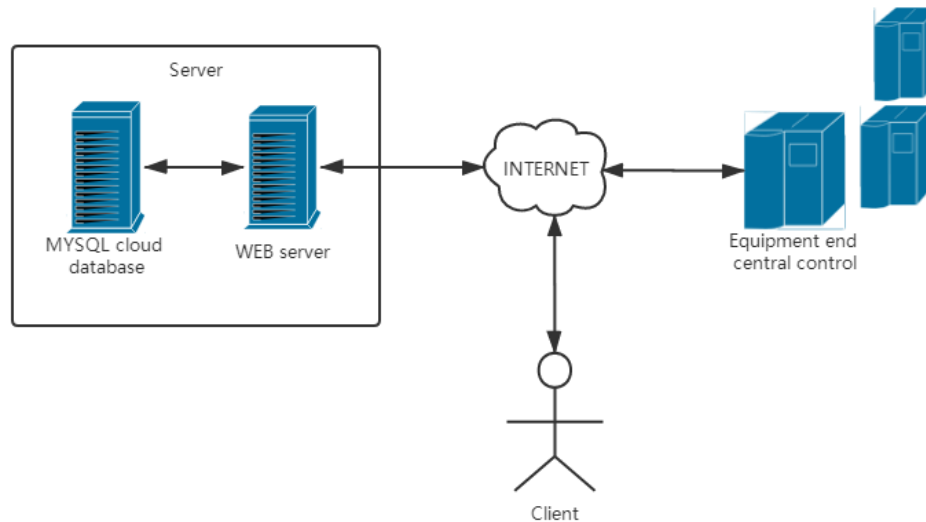 Server
MYSQL cloud
database
WEB server
INTERNET
Equipment end
central control
Client